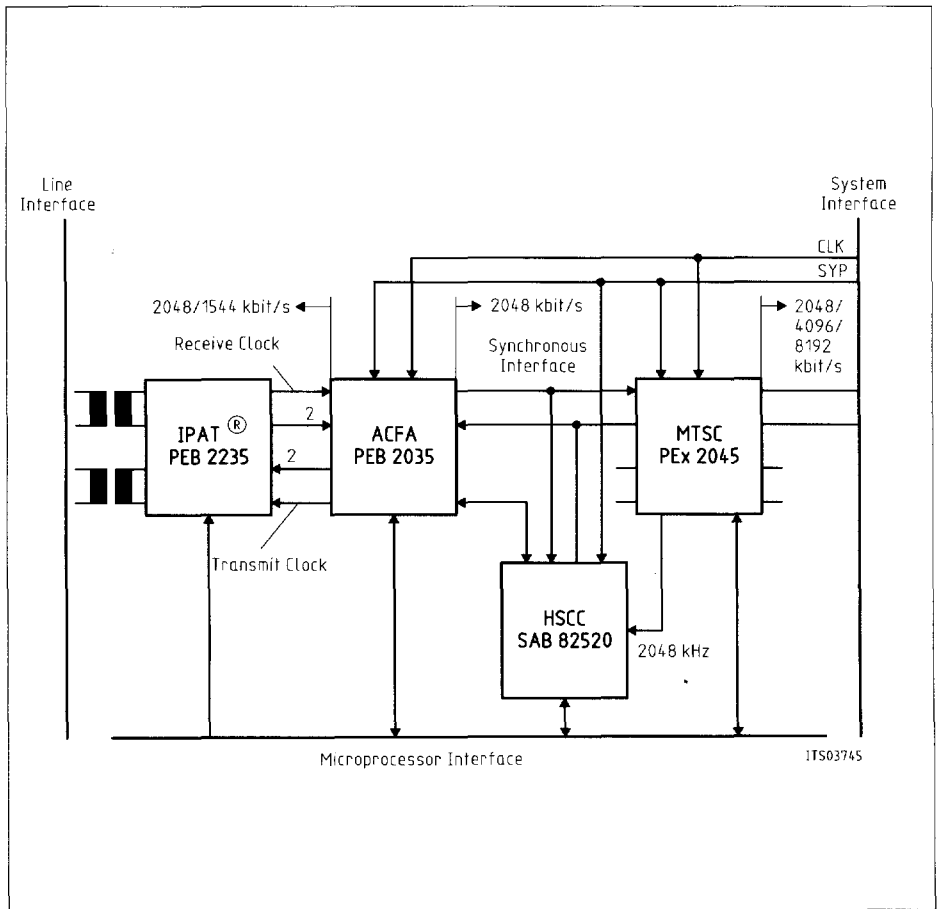 Line
Interface
System
Interface
CLK
SYP
2048/1544 kbit/s
2048 kbit/s
2048/
4096/
8192
kbit/s
Receive Clock
Synchronous
Interface
2
2
IPAT ®
PEB 2235
ACFA
PEB 2035
MTSC
PEx 2045
Transmit Clock
HSCC
SAB 82520
2048 kHz
Microprocessor Interface
ITS03745